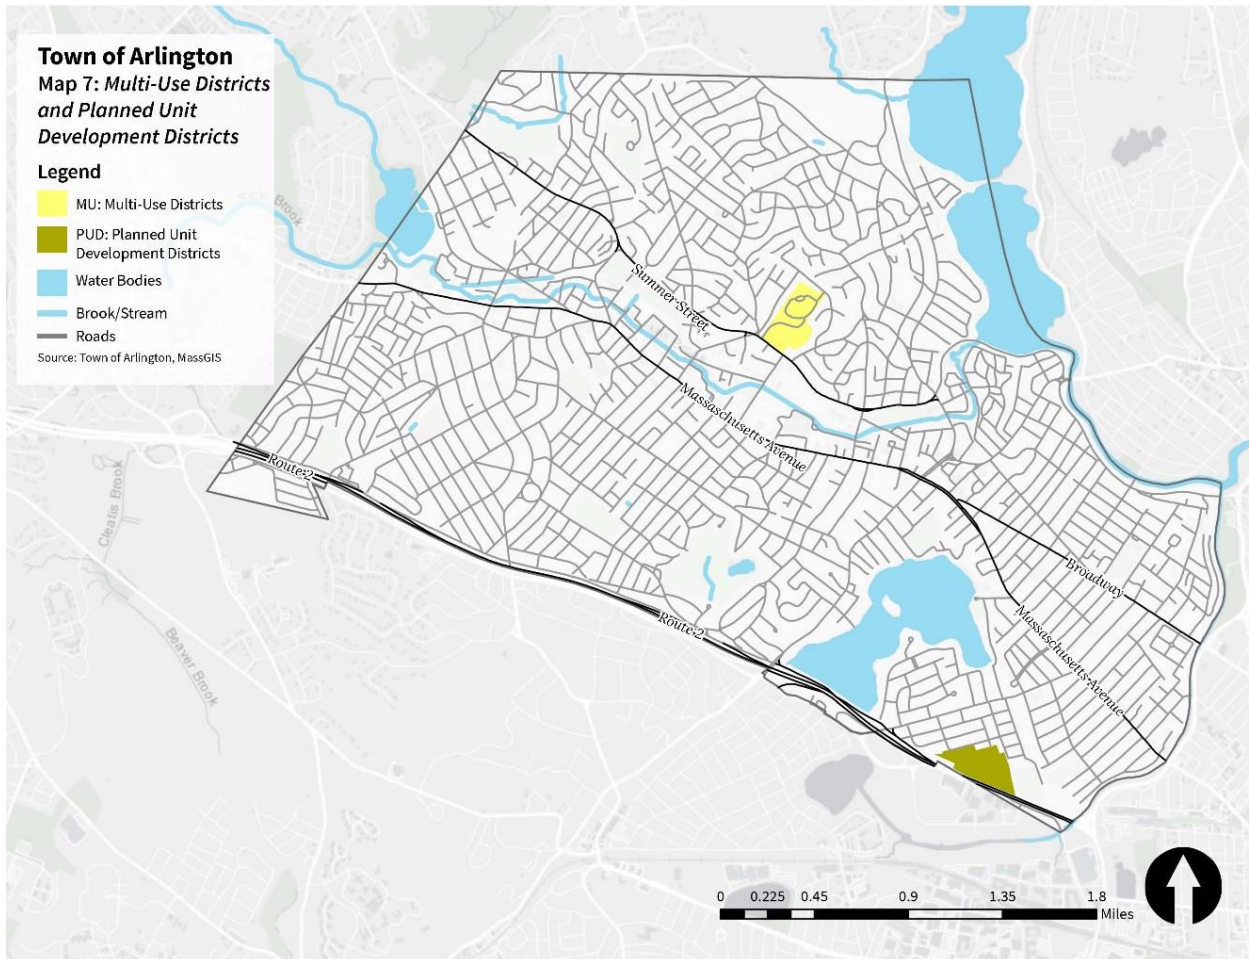 Town of Arlington
Map 7: Multi-Use Districts
and Planned Unit
Development Districts
Legend
MU: Multi-Use Districts
PUD: Planned Unit
Development Districts
Water Bodies
Brook/Stream
Roads
Source: Town of Arlington, MassGIS
Brook
Summer Street
Massachusetts Avenue
Route 2
Cleatis Brook
Broadway
Route 2
Massachusetts Avenue
Beaver Brook
0 0.225 0.45 0.9 1.35 1.8
Miles